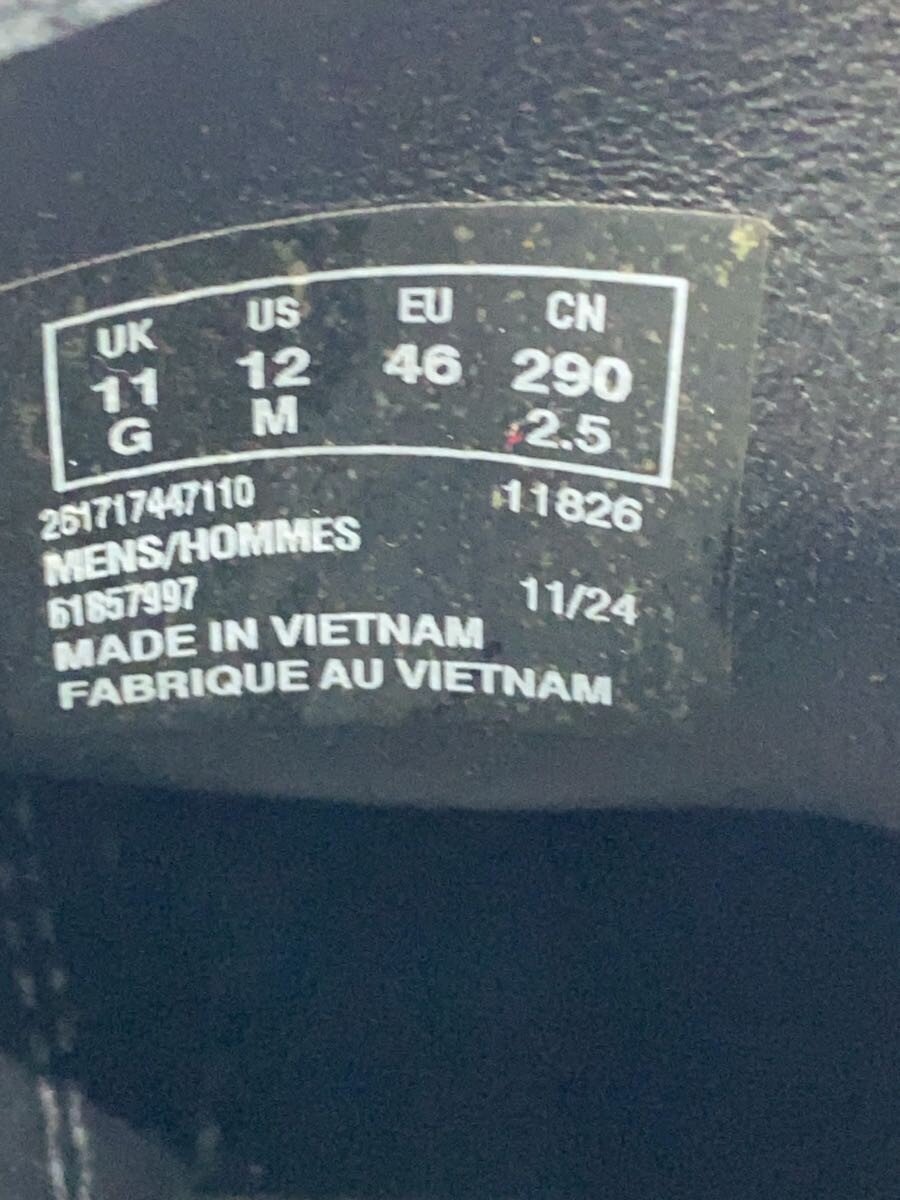 UK US EU CN
11 12 46 290
G M 2.5
261717447110 11826
MENS/HOMMES
61857997 11/24
MADE IN VIETNAM
FABRIQUE AU VIETNAM